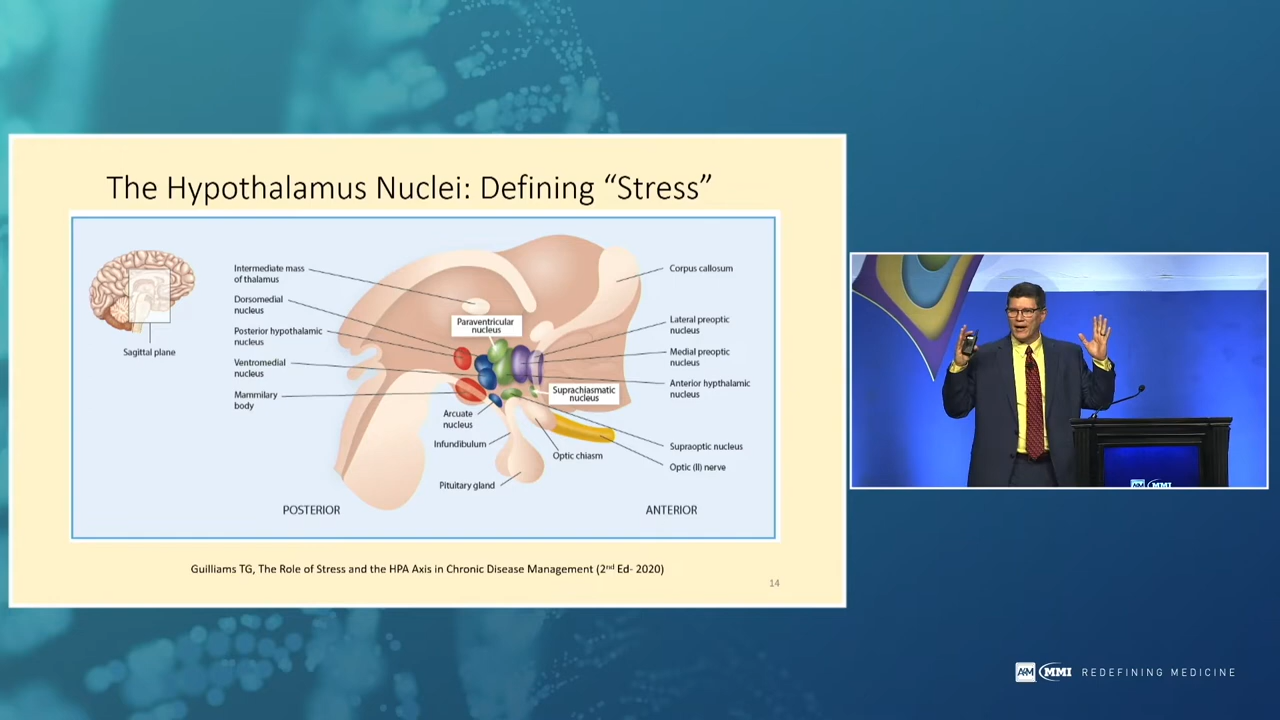 The Hypothalamus Nuclei: Defining “Stress”
Intermediate mass
of thalamus
Dorsomedial
nucleus
Posterior hypothalamic
nucleus
Ventromedial
nucleus
Mammilary
body
Sagittal plane
Paraventricular
nucleus
Suprachiasmatic
nucleus
Arcuate
nucleus
Infundibulum
Optic chiasm
Pituitary gland
Corpus callosum
Lateral preoptic
nucleus
Medial preoptic
nucleus
Anterior hypthalamic
nucleus
Supraoptic nucleus
Optic (II) nerve
POSTERIOR
ANTERIOR
Guilliams TG, The Role of Stress and the HPA Axis in Chronic Disease Management (2nd Ed- 2020)
14
MMI
A4M MMI REDEFINING MEDICINE